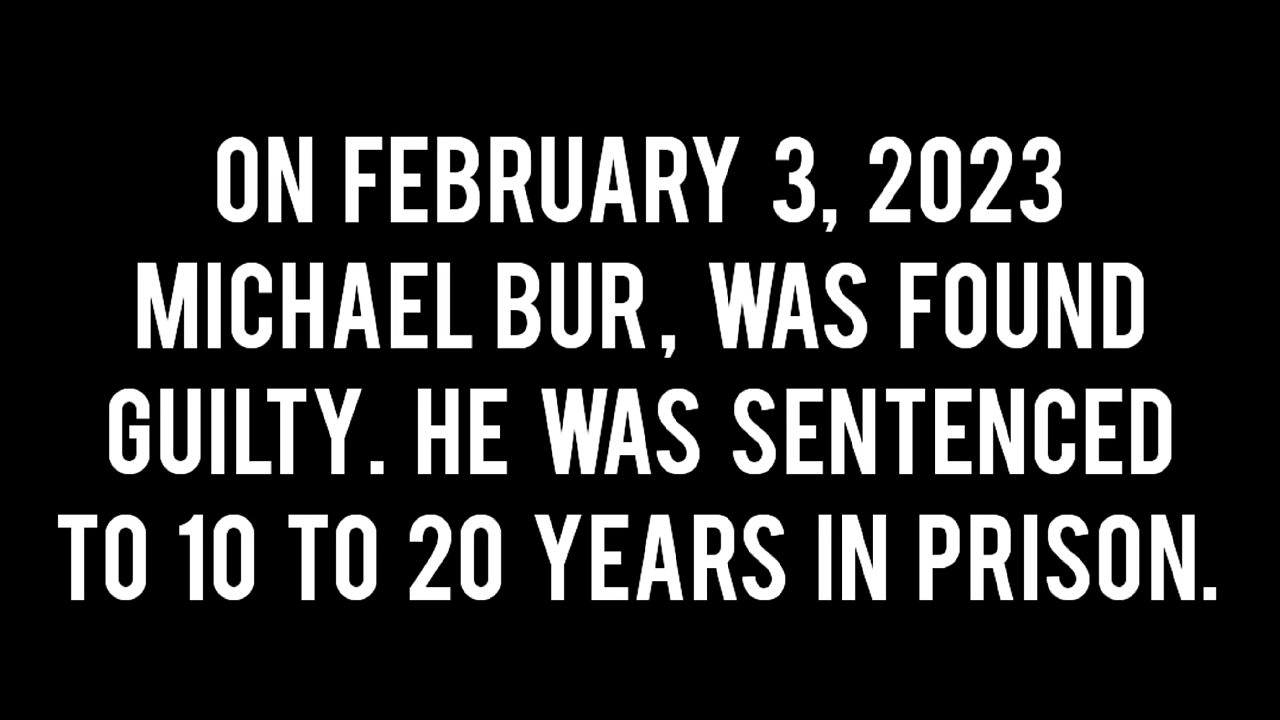 ON FEBRUARY 3, 2023
MICHAEL BUR, WAS FOUND
GUILTY. HE WAS SENTENCED
TO 10 TO 20 YEARS IN PRISON.